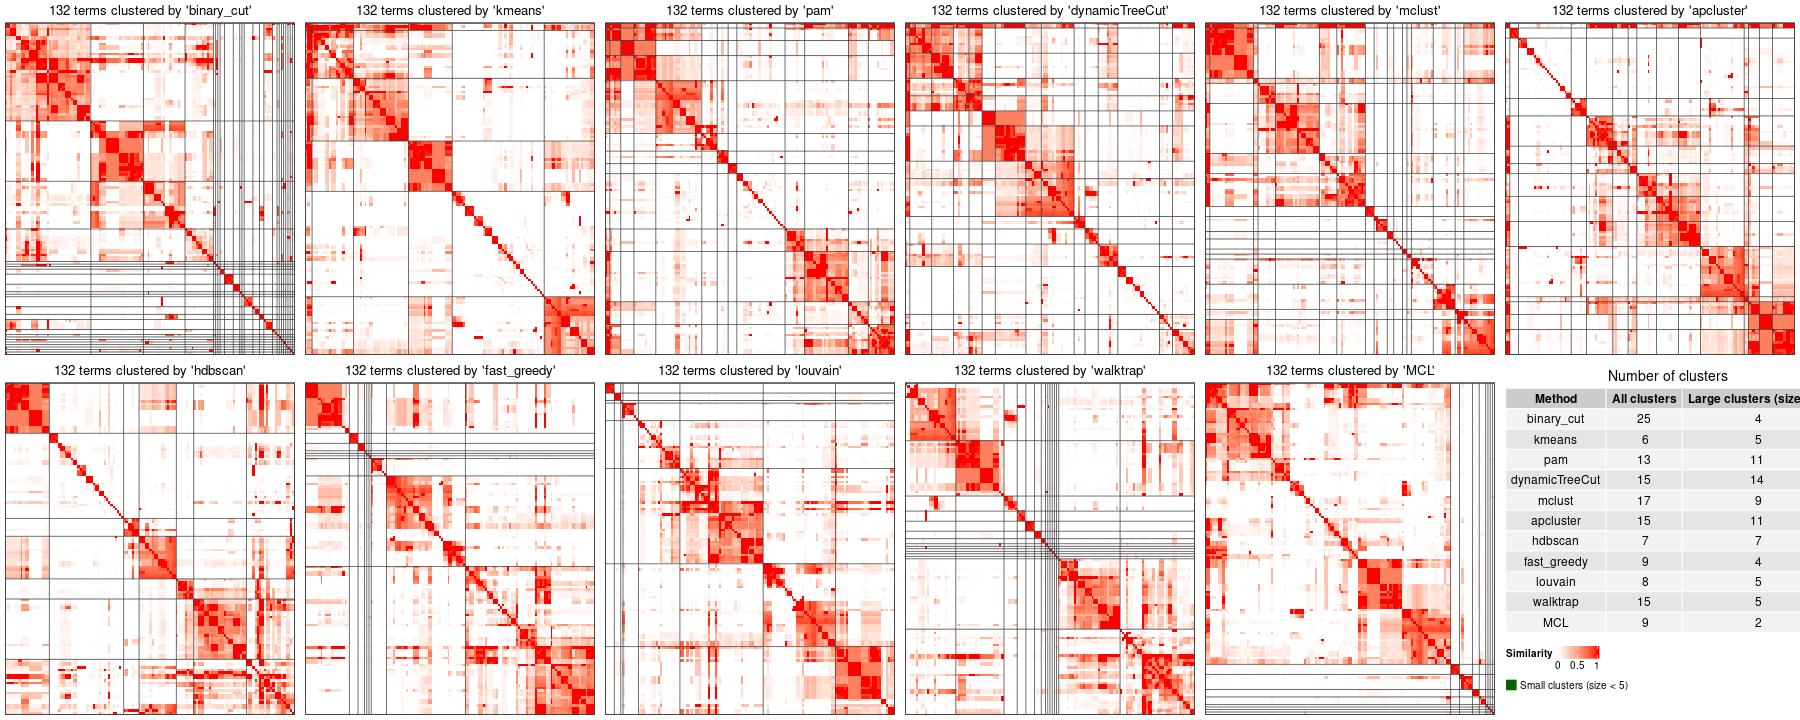 132 terms clustered by 'binary_cut'
132 terms clustered by 'kmeans'
132 terms clustered by 'pam'
132 terms clustered by 'dynamicTreeCut'
132 terms clustered by 'mclust'
132 terms clustered by 'apcluster'
132 terms clustered by 'hdbscan'
132 terms clustered by 'fast_greedy'
132 terms clustered by 'louvain'
132 terms clustered by 'walktrap'
132 terms clustered by 'MCL'
Number of clusters
Method All clusters Large clusters (size
binary_cut 25 4
kmeans 6 5
pam 13 11
dynamicTreeCut 15 14
mclust 17 9
apcluster 15 11
hdbscan 7 7
fast_greedy 9 4
louvain 8 5
walktrap 15 5
MCL 9 2
Similarity
0 0.5 1
Small clusters (size < 5)